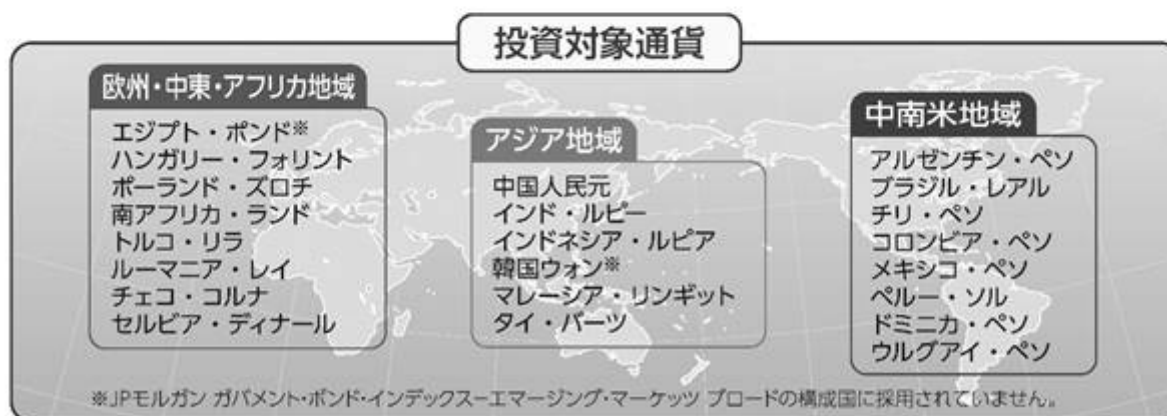 投資対象通貨
欧州・中東・アフリカ地域
エジプト・ポンド※
ハンガリー・フォリント
ポーランド・ズロチ
南アフリカ・ランド
トルコ・リラ
ルーマニア・レイ
チェコ・コルナ
セルビア・ディナール
アジア地域
中国人民元
インド・ルピー
インドネシア・ルピア
韓国ウォン※
マレーシア・リンギット
タイ・バーツ
中南米地域
アルゼンチン・ペソ
ブラジル・レアル
チリ・ペソ
コロンビア・ペソ
メキシコ・ペソ
ペルー・ソル
ドミニカ・ペソ
ウルグアイ・ペソ
※JPモルガン ガバメント・ボンド・インデックスーエマージング・マーケッツ ブロードの構成国に採用されていません。